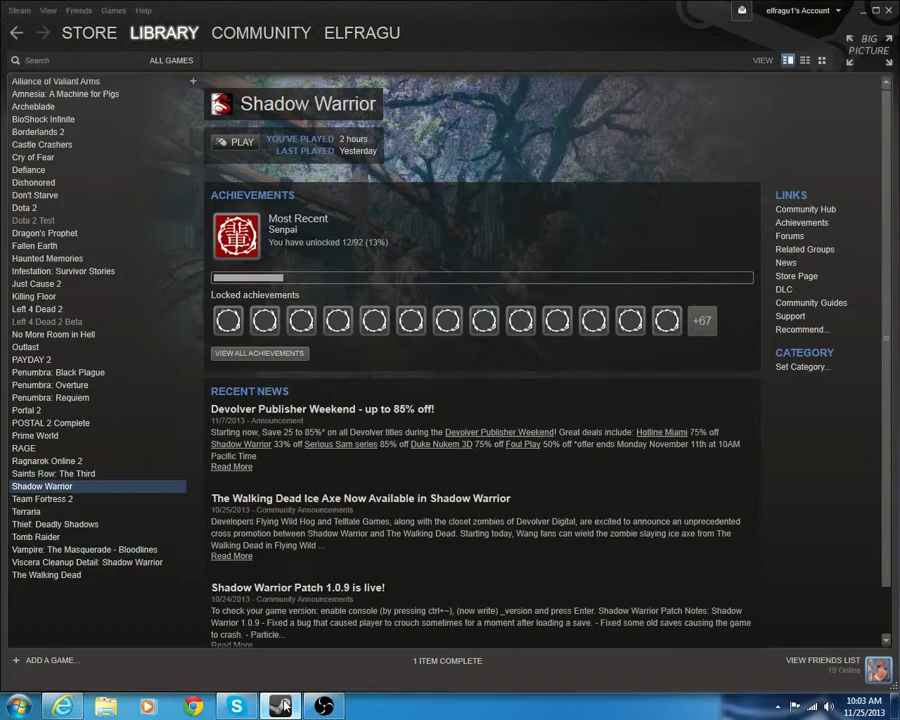 Steam View Friends Games Help
elfragu1's Account
STORE LIBRARY COMMUNITY ELFRAGU
BIG PICTURE
Search ALL GAMES
VIEW
Alliance of Valiant Arms
Amnesia: A Machine for Pigs
Archeblade
BioShock Infinite
Borderlands 2
Castle Crashers
Cry of Fear
Defiance
Dishonored
Don't Starve
Dota 2
Dota 2 Test
Dragon's Prophet
Fallen Earth
Haunted Memories
Infestation: Survivor Stories
Just Cause 2
Killing Floor
Left 4 Dead 2
Left 4 Dead 2 Beta
No More Room in Hell
Outlast
PAYDAY 2
Penumbra: Black Plague
Penumbra: Overture
Penumbra: Requiem
Portal 2
POSTAL 2 Complete
Prime World
RAGE
Ragnarok Online 2
Saints Row: The Third
Shadow Warrior
Team Fortress 2
Terraria
Thief: Deadly Shadows
Tomb Raider
Vampire: The Masquerade - Bloodlines
Viscera Cleanup Detail: Shadow Warrior
The Walking Dead
Shadow Warrior
PLAY
YOU'VE PLAYED 2 hours
LAST PLAYED Yesterday
ACHIEVEMENTS
Most Recent
Senpai
You have unlocked 12/92 (13%)
Locked achievements
+67
VIEW ALL ACHIEVEMENTS
RECENT NEWS
Devolver Publisher Weekend - up to 85% off!
11/7/2013 - Announcement
Starting now, Save 25 to 85%* on all Devolver titles during the Devolver Publisher Weekend! Great deals include: Hotline Miami 75% off
Shadow Warrior 33% off Serious Sam series 85% off Duke Nukem 3D 75% off Foul Play 50% off *offer ends Monday November 11th at 10AM
Pacific Time
Read More
The Walking Dead Ice Axe Now Available in Shadow Warrior
10/25/2013 - Community Announcements
Developers Flying Wild Hog and Telltale Games, along with the closet zombies of Devolver Digital, are excited to announce an unprecedented
cross promotion between Shadow Warrior and The Walking Dead. Starting today, Wang fans can wield the zombie slaying ice axe from The
Walking Dead in Flying Wild ...
Read More
Shadow Warrior Patch 1.0.9 is live!
10/24/2013 - Community Announcements
To check your game version: enable console (by pressing ctrl+~), (now write) _version and press Enter. Shadow Warrior Patch Notes: Shadow
Warrior 1.0.9 - Fixed a bug that caused player to crouch sometimes for a moment after loading a save. - Fixed some old saves causing the game
to crash. - Particle...
Read More
LINKS
Community Hub
Achievements
Forums
Related Groups
News
Store Page
DLC
Community Guides
Support
Recommend...
CATEGORY
Set Category...
ADD A GAME...
1 ITEM COMPLETE
VIEW FRIENDS LIST
19 Online
10:03 AM
11/25/2013